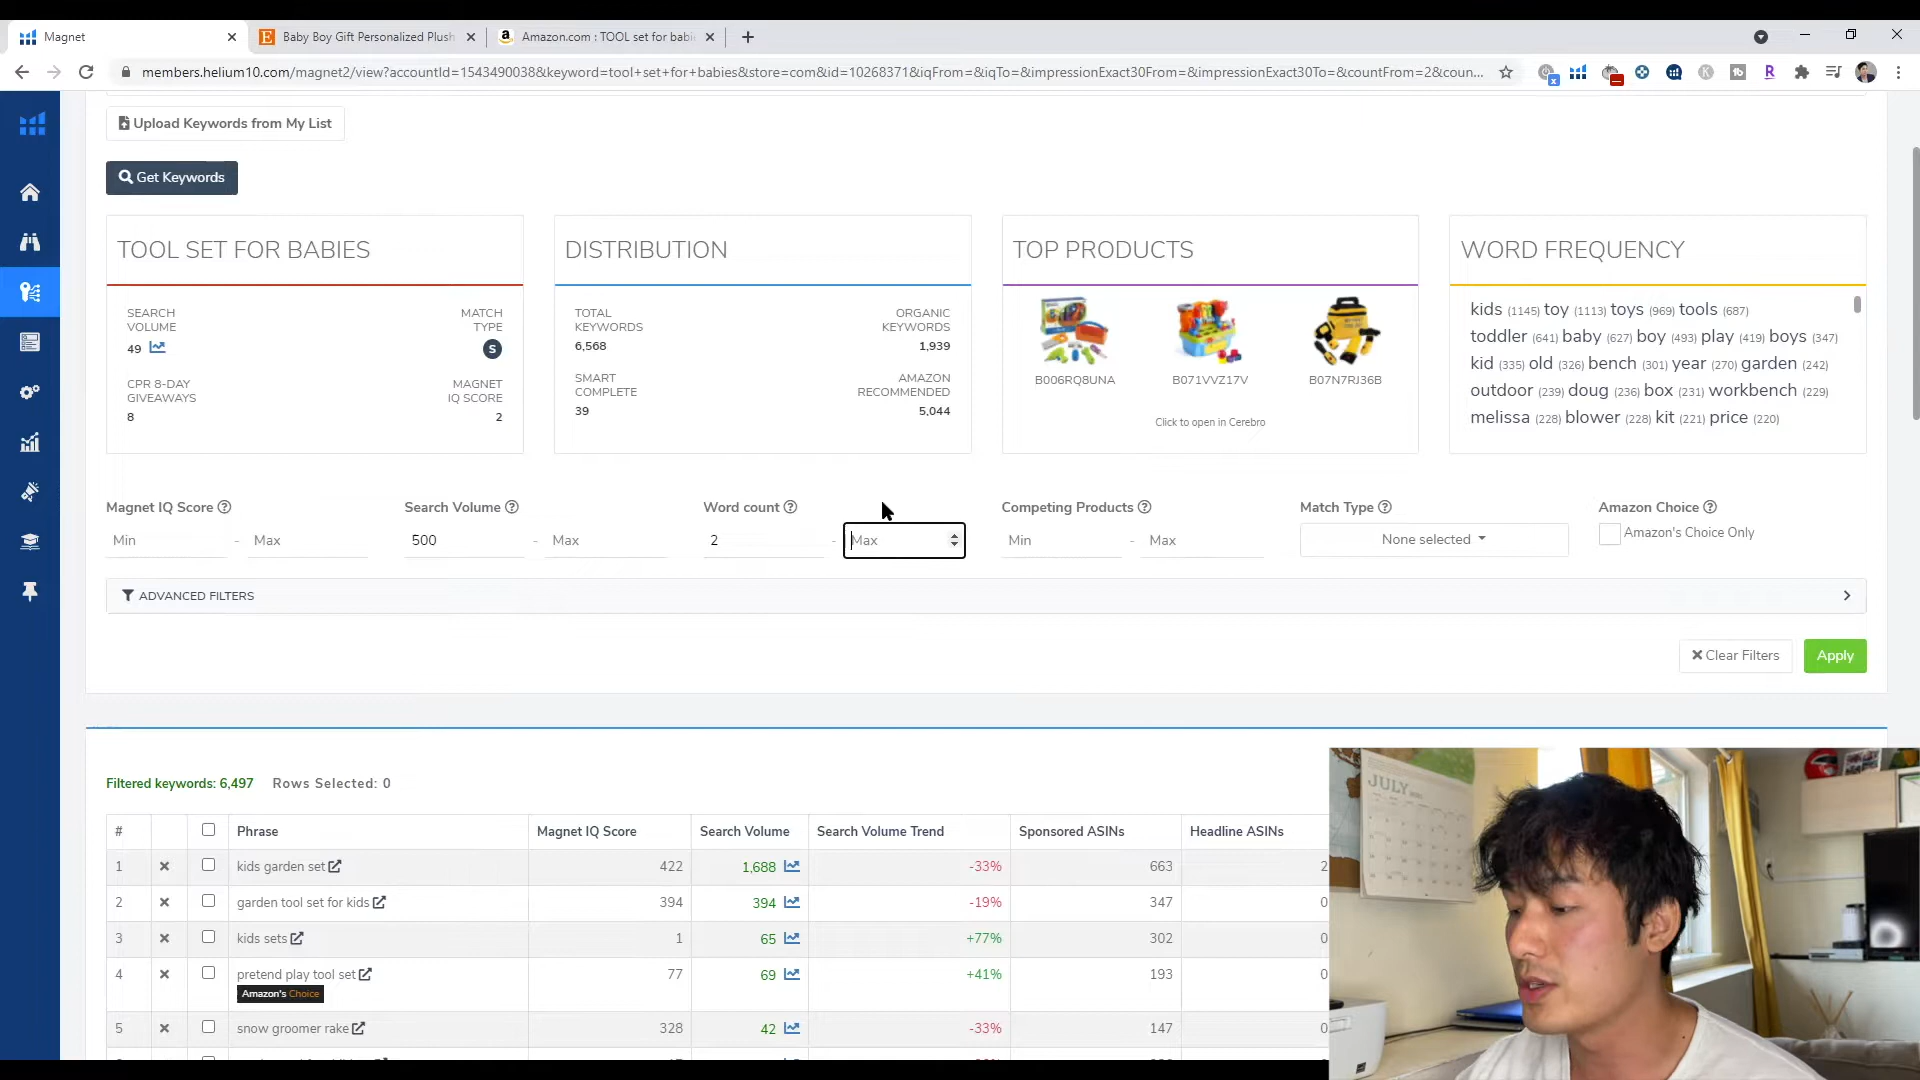 Magnet
Baby Boy Gift Personalized Plush
a
Amazon.com : TOOL set for babi
members.helium10.com/magnet2/view?accountId=1543490038&keyword=tool+set+for+babies&store=com&id=10268371&iqFrom=&iqTo=&impressionExact30From=&impressionExact30To=&countFrom=2&coun...
Upload Keywords from My List
Get Keywords
TOOL SET FOR BABIES
DISTRIBUTION
TOP PRODUCTS
WORD FREQUENCY
SEARCH VOLUME
49
MATCH TYPE
S
CPR 8-DAY GIVEAWAYS
8
MAGNET IQ SCORE
2
TOTAL KEYWORDS
6,568
ORGANIC KEYWORDS
1,939
SMART COMPLETE
39
AMAZON RECOMMENDED
5,044
B006RQ8UNA
B071VVZ17V
B07N7RJ36B
Click to open in Cerebro
kids (1145) toy (1113) toys (969) tools (687)
toddler (641) baby (627) boy (493) play (419) boys (347)
kid (335) old (326) bench (301) year (270) garden (242)
outdoor (239) doug (236) box (231) workbench (229)
melissa (228) blower (228) kit (221) price (220)
Magnet IQ Score
Search Volume
Word count
Competing Products
Match Type
Amazon Choice
Min - Max
500 - Max
2 - Max
Min - Max
None selected
Amazon's Choice Only
ADVANCED FILTERS
Clear Filters
Apply
Filtered keywords: 6,497 Rows Selected: 0
# Phrase Magnet IQ Score Search Volume Search Volume Trend Sponsored ASINs Headline ASINs
1 kids garden set 422 1,688 -33% 663 2
2 garden tool set for kids 394 394 -19% 347 0
3 kids sets 1 65 +77% 302 0
4 pretend play tool set 77 69 +41% 193 0
Amazon's Choice
5 snow groomer rake 328 42 -33% 147 0
JULY